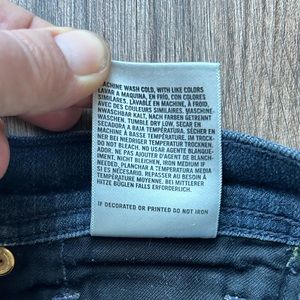 MACHINE WASH COLD, WITH LIKE COLORS
LAVAR A MAQUINA, EN FRÍO, CON COLORES
SIMILARES. LAVABLE EN MACHINE, À FROID,
AVEC DES COULEURS SIMILAIRES. MASCHINE-
NWASCHBAR KALT, NACH FARBEN GETRENNT
WASCHEN, TUMBLE DRY LOW, SECAR EN
SECADORA A BAJA TEMPERATURA. SÉCHER EN
MACHINE À BASSE TEMPÉRATURE, IM TROCK-
NER BEI NIEDRIGER TEMPERATUR TROCKNEN,
DO NOT BLEACH. NO USAR AGENTE BLANQUE-
ADOR. NE PAS AJOUTER D'AGENT DE BLANCHI-
MENT, NICHT BLEICHEN, IRON MEDIUM IF
NEEDED, PLANCHAR A TEMPERATURA MEDIA
SI ES NECESARIO. REPASSER AU BESOIN À
TEMPÉRATURE MOYENNE. BEI MITTLERER
HITZE BÜGLEN FALLS ERFORDERLICH.
IF DECORATED OR PRINTED DO NOT IRON